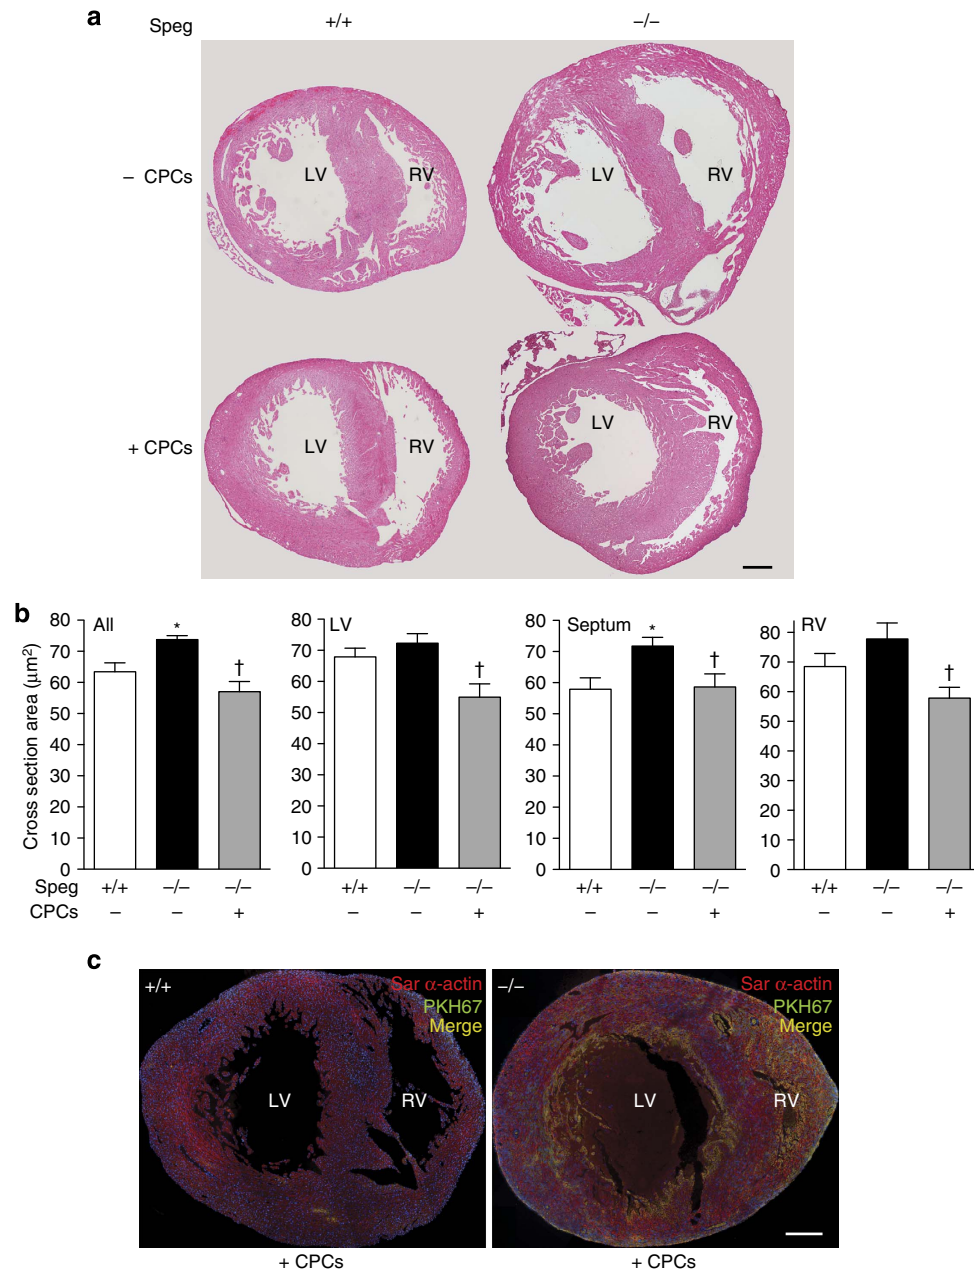 a
Speg +/+ –/–
– CPCs
LV RV LV RV
+ CPCs
LV RV LV RV
b
Cross section area (μm²)
All
80
70
60
50
40
30
20
10
0
* †
LV
80
70
60
50
40
30
20
10
0
†
Septum
80
70
60
50
40
30
20
10
0
* †
RV
80
70
60
50
40
30
20
10
0
†
Speg +/+ –/– –/– +/+ –/– –/– +/+ –/– –/– +/+ –/– –/–
CPCs – – + – – + – – + – – +
c
+/+
Sar α-actin
PKH67
Merge
LV RV
+ CPCs
–/–
Sar α-actin
PKH67
Merge
LV RV
+ CPCs